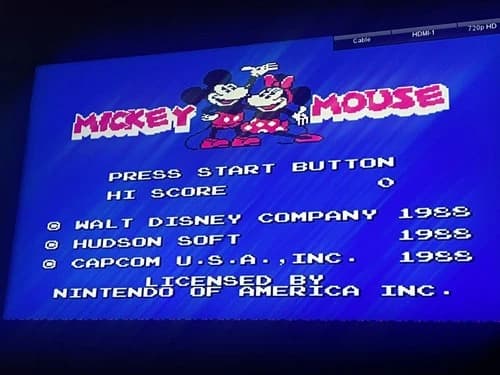 Cable HDMI-1 720p HD
MICKEY MOUSE
PRESS START BUTTON
HI SCORE 0
© WALT DISNEY COMPANY 1988
© HUDSON SOFT 1988
© CAPCOM U.S.A.,INC. 1988
LICENSED BY
NINTENDO OF AMERICA INC.